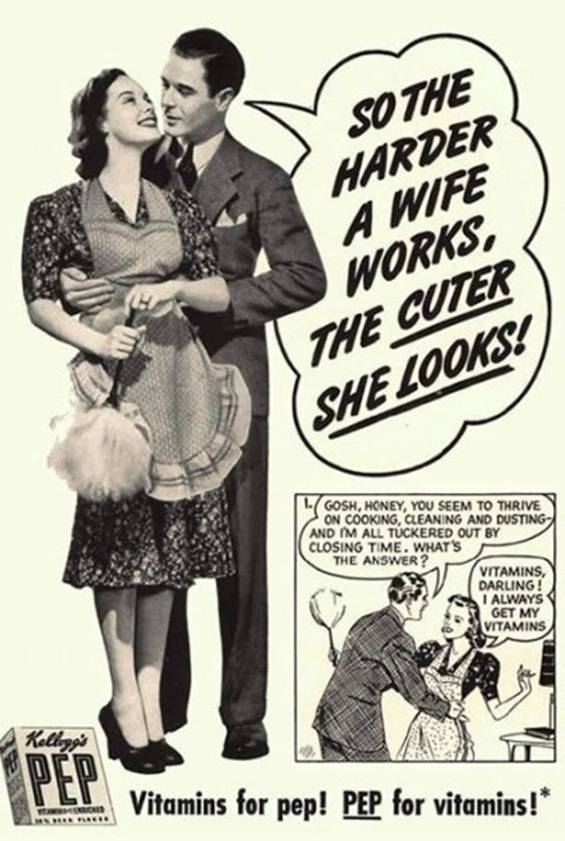 SO THE
HARDER
A WIFE
WORKS,
THE CUTER
SHE LOOKS!
1. GOSH, HONEY, YOU SEEM TO THRIVE
ON COOKING, CLEANING AND DUSTING-
AND I'M ALL TUCKERED OUT BY
CLOSING TIME. WHAT'S
THE ANSWER?
VITAMINS,
DARLING!
I ALWAYS
GET MY
VITAMINS
Kellogg's
PEP
Vitamins for pep! PEP for vitamins!*